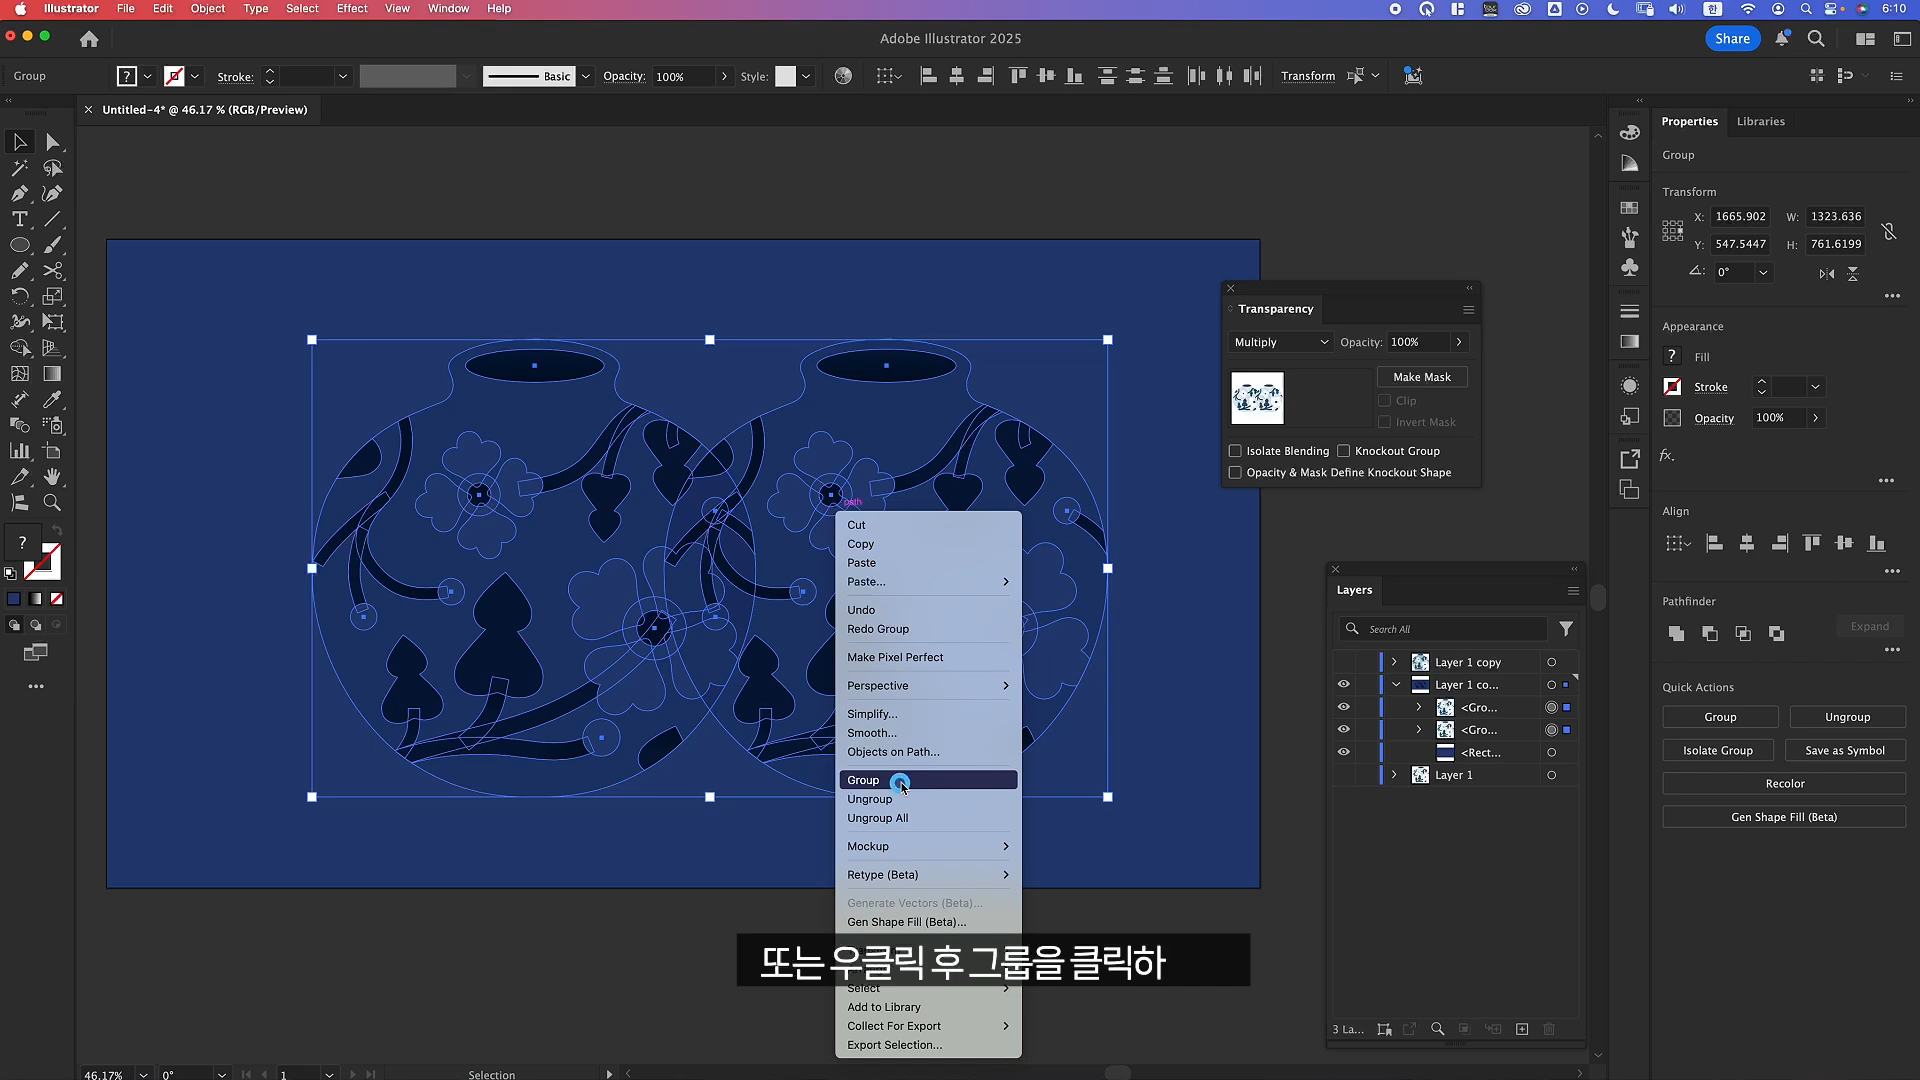 Illustrator File Edit Object Type Select Effect View Window Help 한 6:10
Adobe Illustrator 2025 Share
Group ? Stroke: Basic Opacity: 100% Style: Transform
× Untitled-4* @ 46.17 % (RGB/Preview)
Properties Libraries
Group
Transform
X: 1665.902 W: 1323.636
Y: 547.5447 H: 761.6199
0°
Appearance
? Fill
Stroke
Opacity 100%
fx.
Align
Pathfinder
Expand
Quick Actions
Group Ungroup
Isolate Group Save as Symbol
Recolor
Gen Shape Fill (Beta)
Transparency
Multiply Opacity: 100%
Make Mask
Clip
Invert Mask
Isolate Blending Knockout Group
Opacity & Mask Define Knockout Shape
Layers
Search All
Layer 1 copy
Layer 1 co...
<Gro...
<Gro...
<Rect...
Layer 1
3 La...
path
Cut
Copy
Paste
Paste...
Undo
Redo Group
Make Pixel Perfect
Perspective
Simplify...
Smooth...
Objects on Path...
Group
Ungroup
Ungroup All
Mockup
Retype (Beta)
Generate Vectors (Beta)...
Gen Shape Fill (Beta)...
또는 우클릭 후 그룹을 클릭하
Select
Add to Library
Collect For Export
Export Selection...
?
46.17% 0° 1 Selection